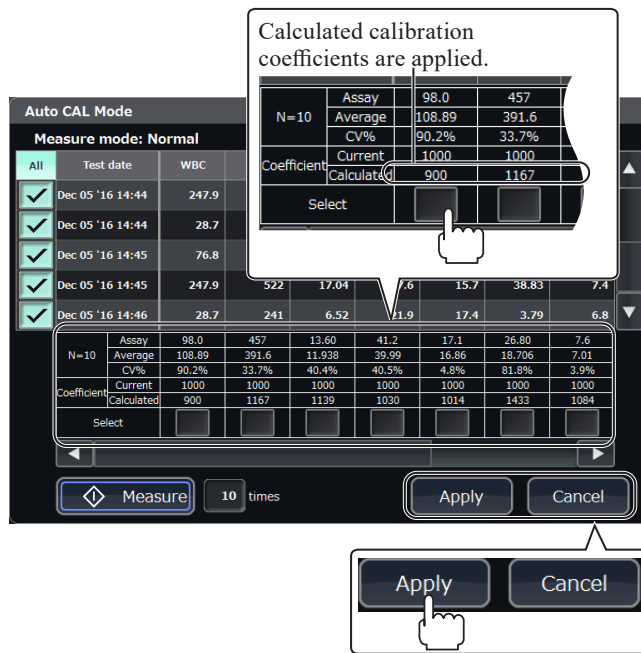 Calculated calibration
coefficients are applied.
N=10 Assay 98.0 457
Average 108.89 391.6
CV% 90.2% 33.7%
Coefficient Current 1000 1000
Calculated 900 1167
Select
Auto CAL Mode
Measure mode: Normal
All Test date WBC
Dec 05 '16 14:44 247.9
Dec 05 '16 14:44 28.7
Dec 05 '16 14:45 76.8
Dec 05 '16 14:45 247.9 522 17.04 7.6 15.7 38.83 7.4
Dec 05 '16 14:46 28.7 241 6.52 21.9 17.4 3.79 6.8
N=10 Assay 98.0 457 13.60 41.2 17.1 26.80 7.6
Average 108.89 391.6 11.938 39.99 16.86 18.706 7.01
CV% 90.2% 33.7% 40.4% 40.5% 4.8% 81.8% 3.9%
Coefficient Current 1000 1000 1000 1000 1000 1000 1000
Calculated 900 1167 1139 1030 1014 1433 1084
Select
Measure 10 times Apply Cancel
Apply Cancel